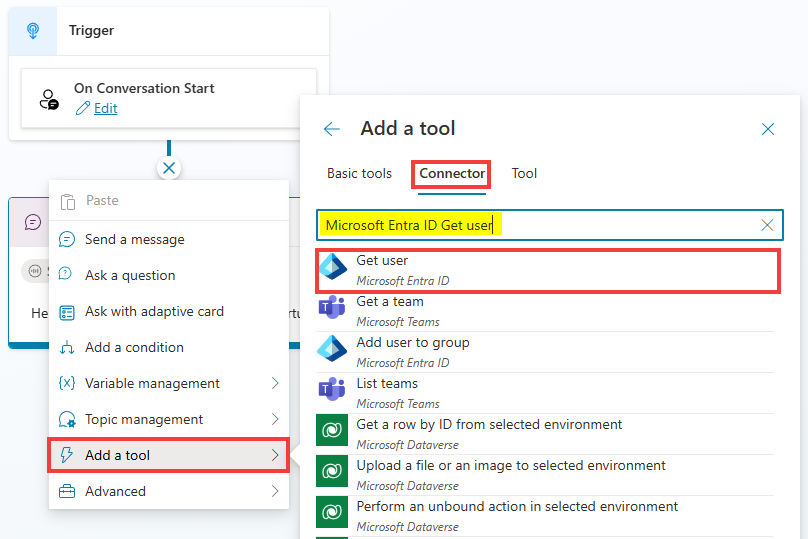 Trigger
On Conversation Start
Edit
Paste
Send a message
Ask a question
Ask with adaptive card
Add a condition
Variable management
Topic management
Add a tool
Advanced
S
He
rtu
Add a tool
Basic tools Connector Tool
Microsoft Entra ID Get user
Get user
Microsoft Entra ID
Get a team
Microsoft Teams
Add user to group
Microsoft Entra ID
List teams
Microsoft Teams
Get a row by ID from selected environment
Microsoft Dataverse
Upload a file or an image to selected environment
Microsoft Dataverse
Perform an unbound action in selected environment
Microsoft Dataverse